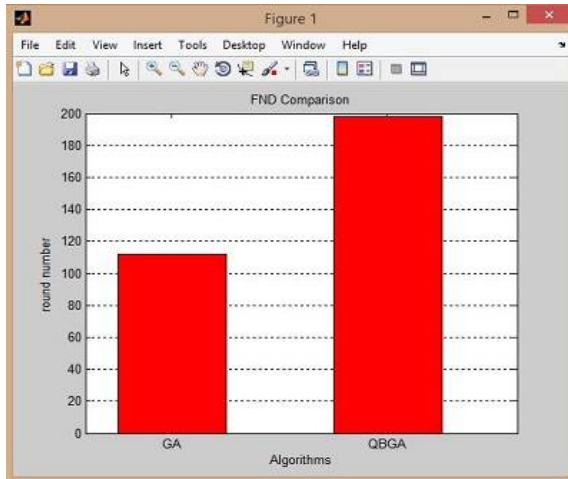 Figure 1
File Edit View Insert Tools Desktop Window Help
FND Comparison
200
180
160
140
120
100
80
60
40
20
0
round number
GA QBGA
Algorithms